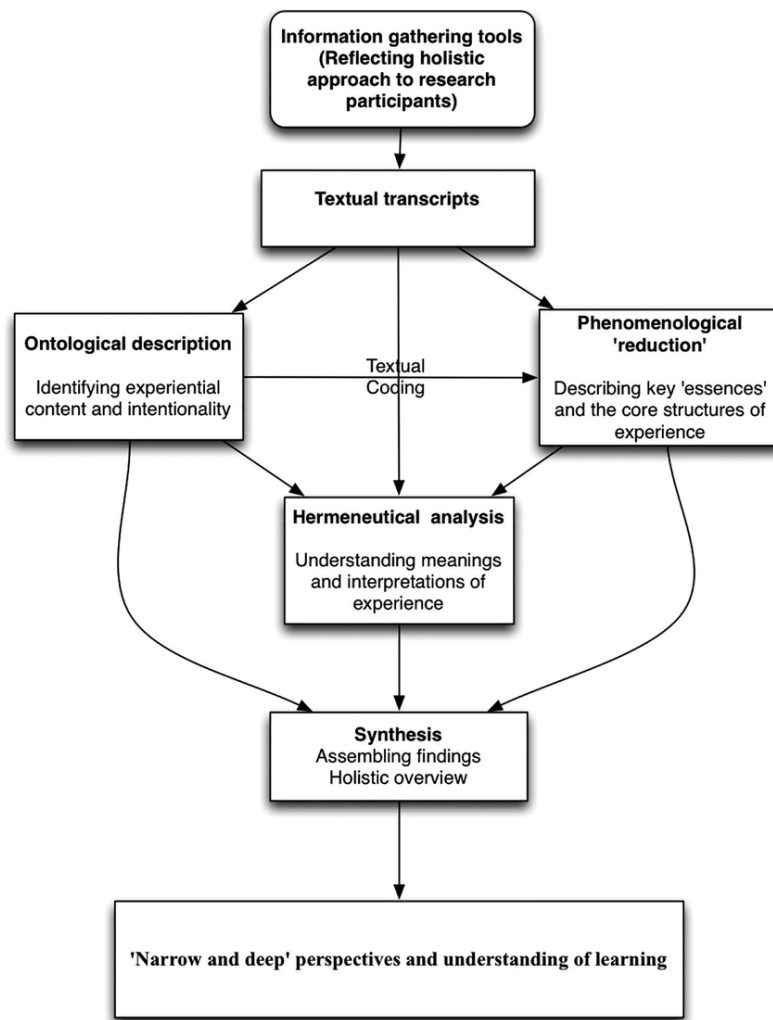 Information gathering tools
(Reflecting holistic
approach to research
participants)
Textual transcripts
Ontological description
Identifying experiential
content and intentionality
Textual
Coding
Phenomenological
'reduction'
Describing key 'essences'
and the core structures of
experience
Hermeneutical analysis
Understanding meanings
and interpretations of
experience
Synthesis
Assembling findings
Holistic overview
'Narrow and deep' perspectives and understanding of learning